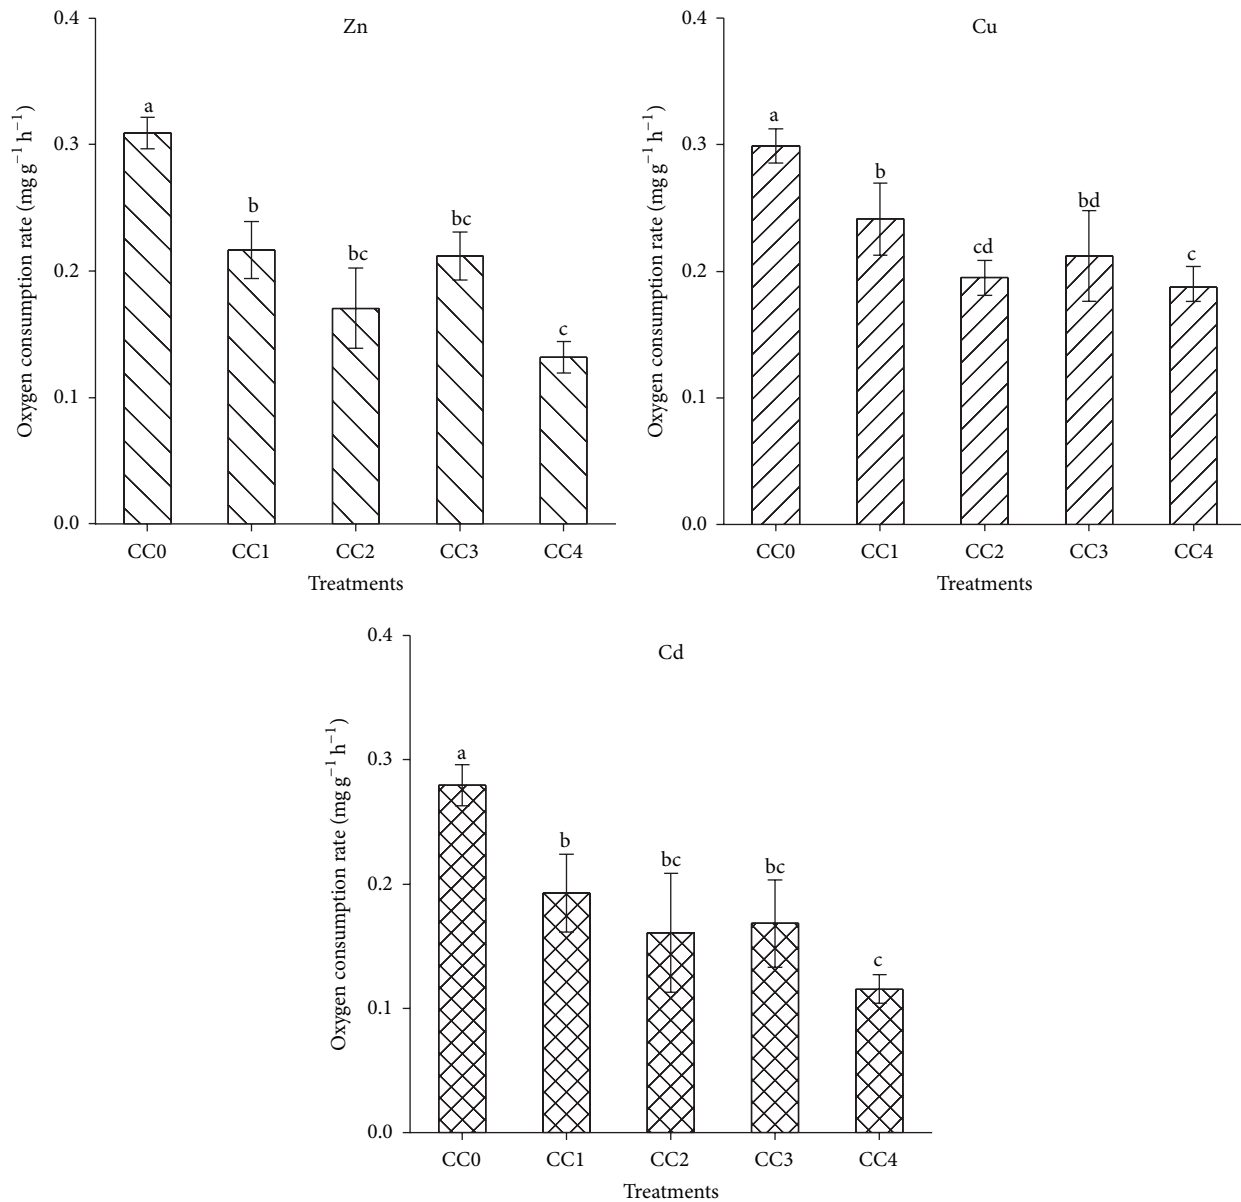 Zn
Oxygen consumption rate (mg g⁻¹ h⁻¹)
0.4
0.3
0.2
0.1
0.0
a
b
bc
bc
c
CC0 CC1 CC2 CC3 CC4
Treatments
Cu
Oxygen consumption rate (mg g⁻¹ h⁻¹)
0.4
0.3
0.2
0.1
0.0
a
b
cd
bd
c
CC0 CC1 CC2 CC3 CC4
Treatments
Cd
Oxygen consumption rate (mg g⁻¹ h⁻¹)
0.4
0.3
0.2
0.1
0.0
a
b
bc
bc
c
CC0 CC1 CC2 CC3 CC4
Treatments